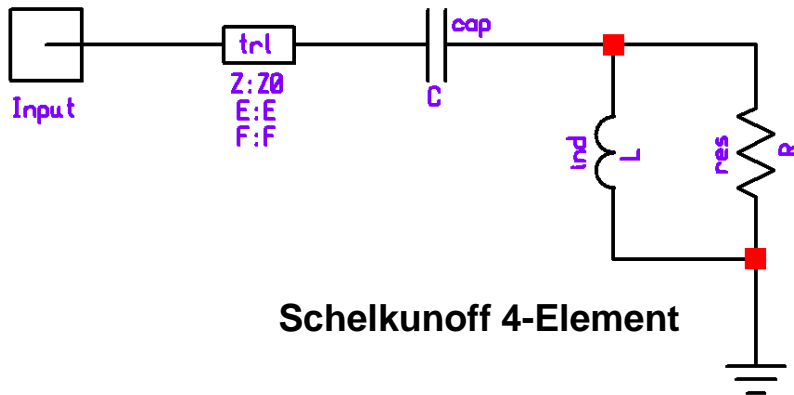 Input
trl
Z:Z0
E:E
F:F
cap
C
ind
L
res
R
Schelkunoff 4-Element